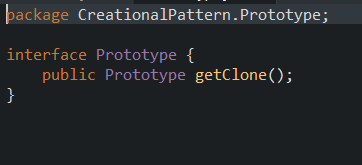 package CreationalPattern.Prototype;
interface Prototype {
public Prototype getClone();
}